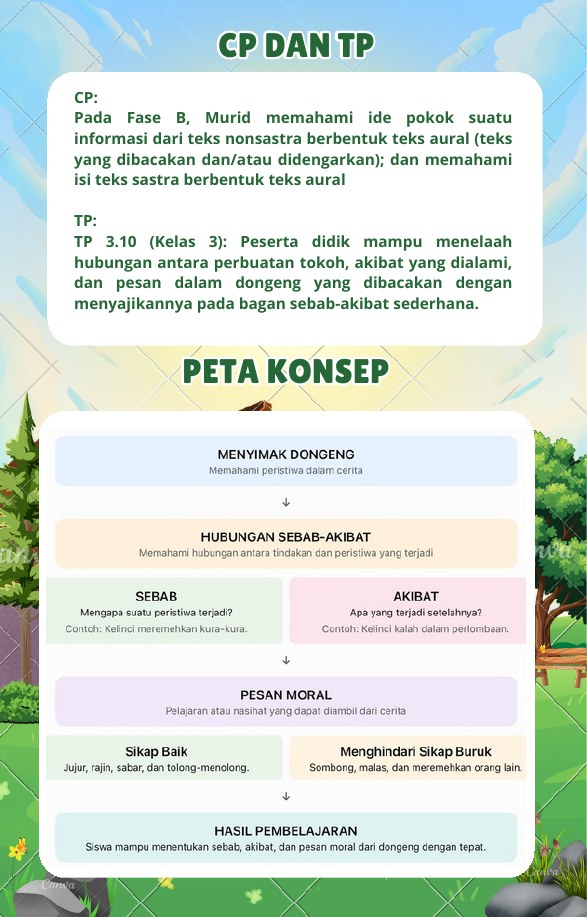 CP DAN TP
CP:
Pada Fase B, Murid memahami ide pokok suatu
informasi dari teks nonsastra berbentuk teks aural (teks
yang dibacakan dan/atau didengarkan); dan memahami
isi teks sastra berbentuk teks aural
TP:
TP 3.10 (Kelas 3): Peserta didik mampu menelaah
hubungan antara perbuatan tokoh, akibat yang dialami,
dan pesan dalam dongeng yang dibacakan dengan
menyajikannya pada bagan sebab-akibat sederhana.
PETA KONSEP
MENYIMAK DONGENG
Memahami peristiwa dalam cerita
↓
HUBUNGAN SEBAB-AKIBAT
Memahami hubungan antara tindakan dan peristiwa yang terjadi
SEBAB
Mengapa suatu peristiwa terjadi?
Contoh: Kelinci meremehkan kura-kura.
AKIBAT
Apa yang terjadi setelahnya?
Contoh: Kelinci kalah dalam perlombaan.
↓
PESAN MORAL
Pelajaran atau nasihat yang dapat diambil dari cerita
Sikap Baik
Jujur, rajin, sabar, dan tolong-menolong.
Menghindari Sikap Buruk
Sombong, malas, dan meremehkan orang lain.
↓
HASIL PEMBELAJARAN
Siswa mampu menentukan sebab, akibat, dan pesan moral dari dongeng dengan tepat.
Canva
Canva